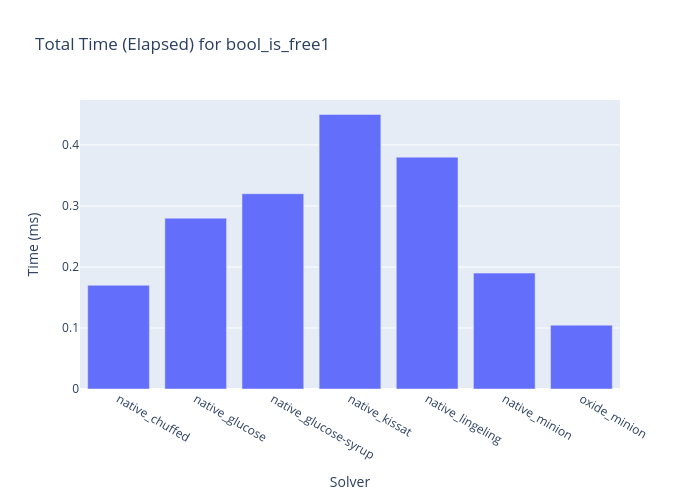 Total Time (Elapsed) for bool_is_free1
0.4
0.3
0.2
0.1
0
Time (ms)
native_chuffed
native_glucose
native_glucose-syrup
native_kissat
native_lingeling
native_minion
oxide_minion
Solver